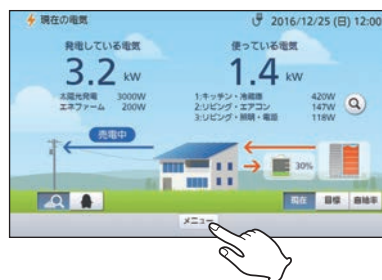 現在の電気
2016/12/25 (日) 12:00
発電している電気
3.2 kW
太陽光発電 3000W
エネファーム 200W
使っている電気
1.4 kW
1:キッチン・冷蔵庫 420W
2:リビング・エアコン 147W
3:リビング・照明・電話 118W
売電中
30%
現在
目標
自給率
メニュー